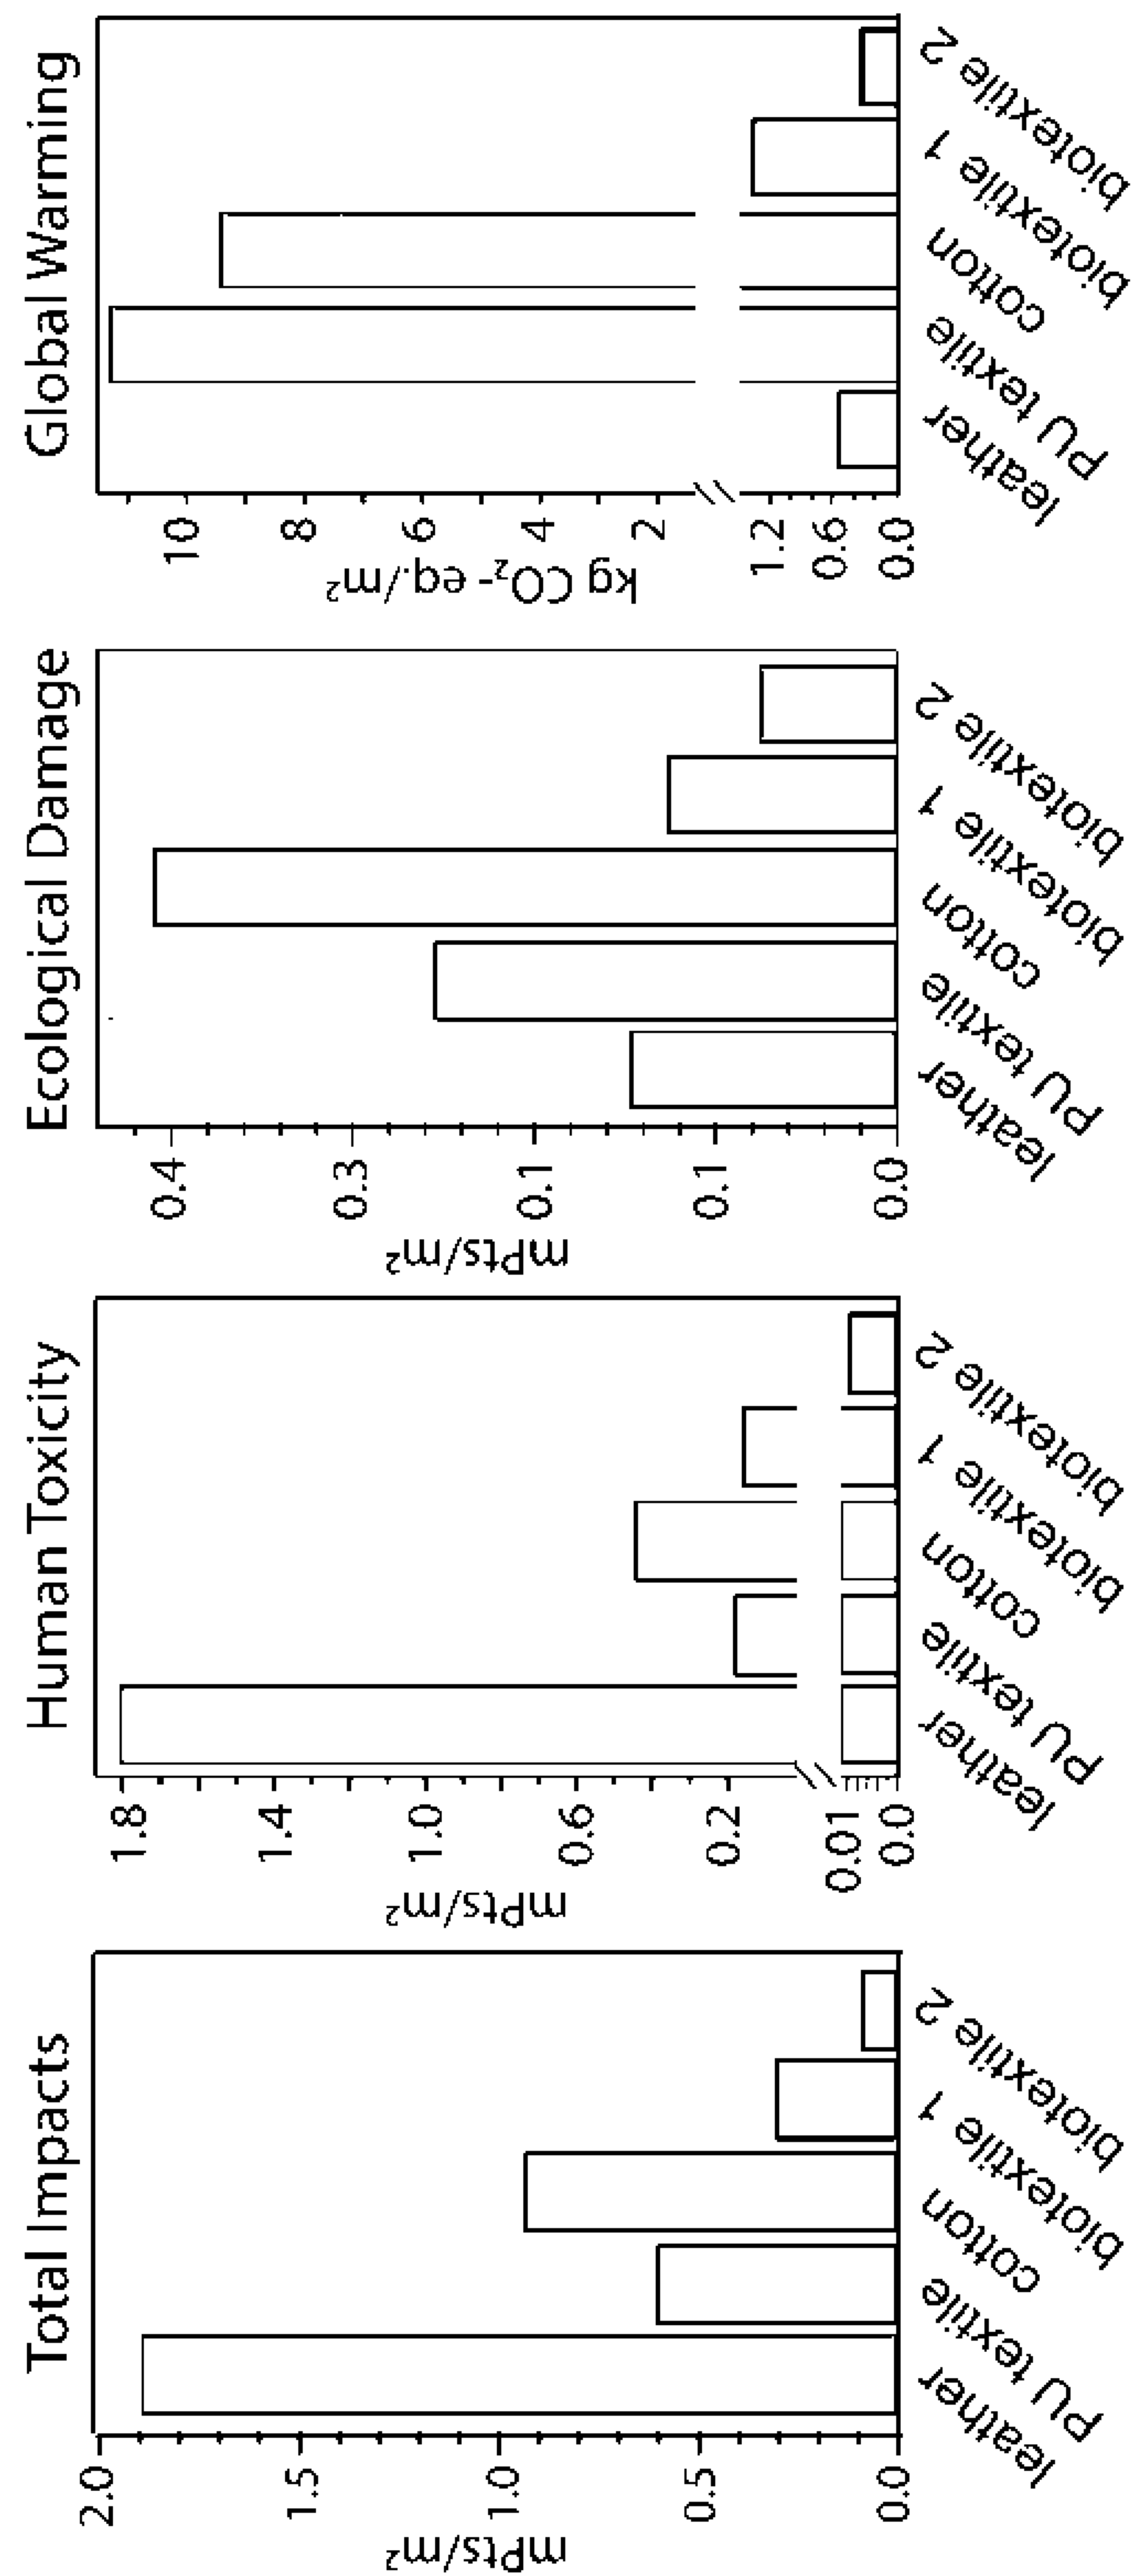 Total Impacts
mPts/m²
2.0
1.5
1.0
0.5
0.0
leather
PU textile
cotton
biotextile 1
biotextile 2
Human Toxicity
mPts/m²
1.8
1.4
1.0
0.6
0.2
0.01
0.0
leather
PU textile
cotton
biotextile 1
biotextile 2
Ecological Damage
mPts/m²
0.4
0.3
0.1
0.1
0.0
leather
PU textile
cotton
biotextile 1
biotextile 2
Global Warming
kg CO₂- eq./m²
10
8
6
4
2
1.2
0.6
0.0
leather
PU textile
cotton
biotextile 1
biotextile 2